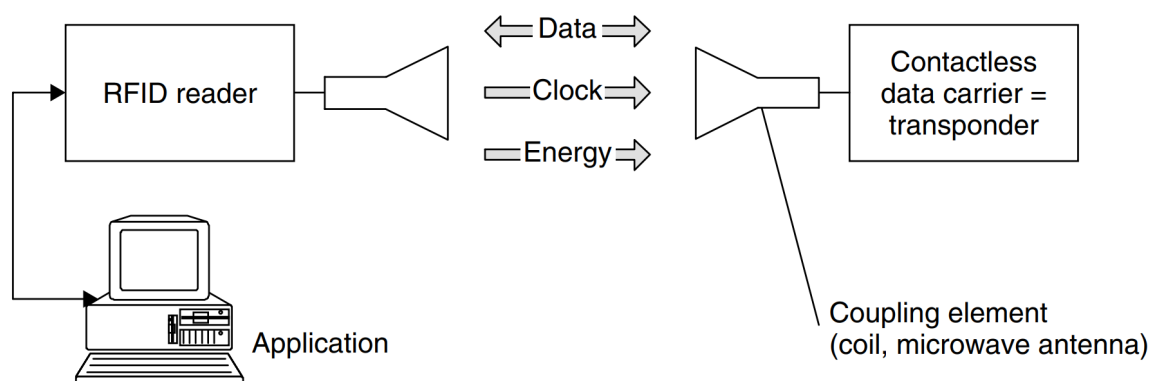 RFID reader
Data
Clock
Energy
Contactless
data carrier =
transponder
Application
Coupling element
(coil, microwave antenna)